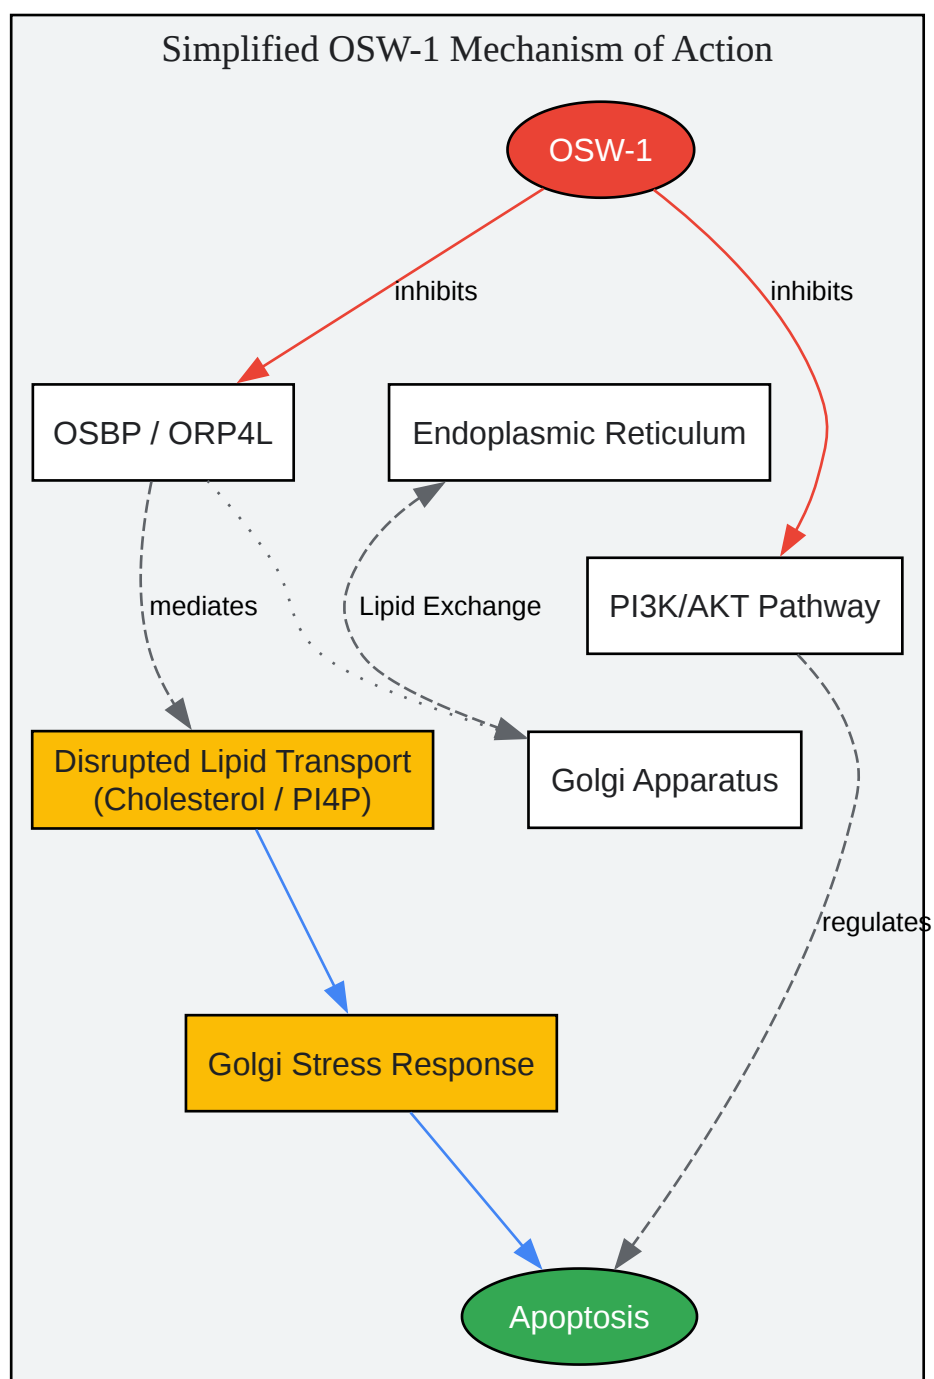 Simplified OSW-1 Mechanism of Action
OSW-1
inhibits
inhibits
OSBP / ORP4L
Endoplasmic Reticulum
mediates
Lipid Exchange
PI3K/AKT Pathway
Disrupted Lipid Transport
(Cholesterol / PI4P)
Golgi Apparatus
regulates
Golgi Stress Response
Apoptosis